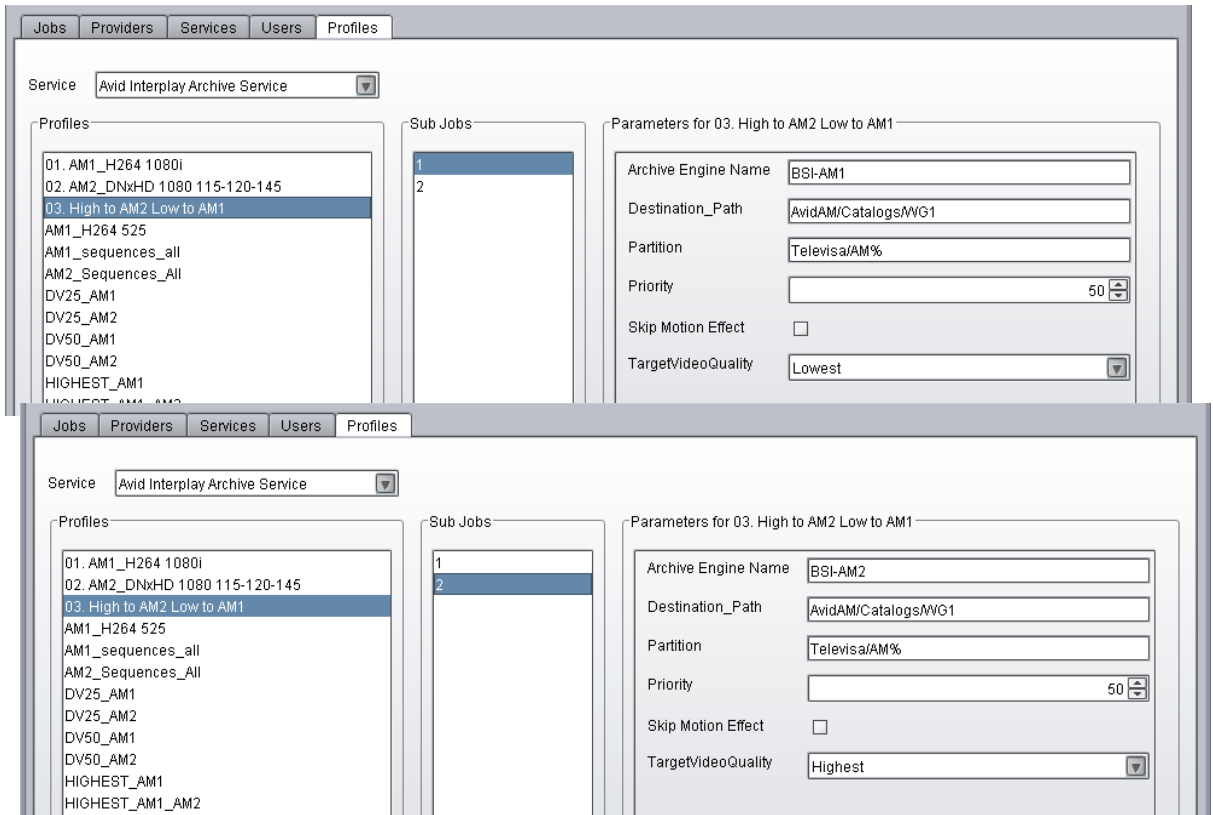 Jobs Providers Services Users Profiles
Service Avid Interplay Archive Service
Profiles
01. AM1_H264 1080i
02. AM2_DNxHD 1080 115-120-145
03. High to AM2 Low to AM1
AM1_H264 525
AM1_sequences_all
AM2_Sequences_All
DV25_AM1
DV25_AM2
DV50_AM1
DV50_AM2
HIGHEST_AM1
HIGHEST_AM1_AM2
Sub Jobs
1
2
Parameters for 03. High to AM2 Low to AM1
Archive Engine Name BSI-AM1
Destination_Path AvidAM/Catalogs/WG1
Partition Televisa/AM%
Priority 50
Skip Motion Effect
TargetVideoQuality Lowest
Jobs Providers Services Users Profiles
Service Avid Interplay Archive Service
Profiles
01. AM1_H264 1080i
02. AM2_DNxHD 1080 115-120-145
03. High to AM2 Low to AM1
AM1_H264 525
AM1_sequences_all
AM2_Sequences_All
DV25_AM1
DV25_AM2
DV50_AM1
DV50_AM2
HIGHEST_AM1
HIGHEST_AM1_AM2
Sub Jobs
1
2
Parameters for 03. High to AM2 Low to AM1
Archive Engine Name BSI-AM2
Destination_Path AvidAM/Catalogs/WG1
Partition Televisa/AM%
Priority 50
Skip Motion Effect
TargetVideoQuality Highest